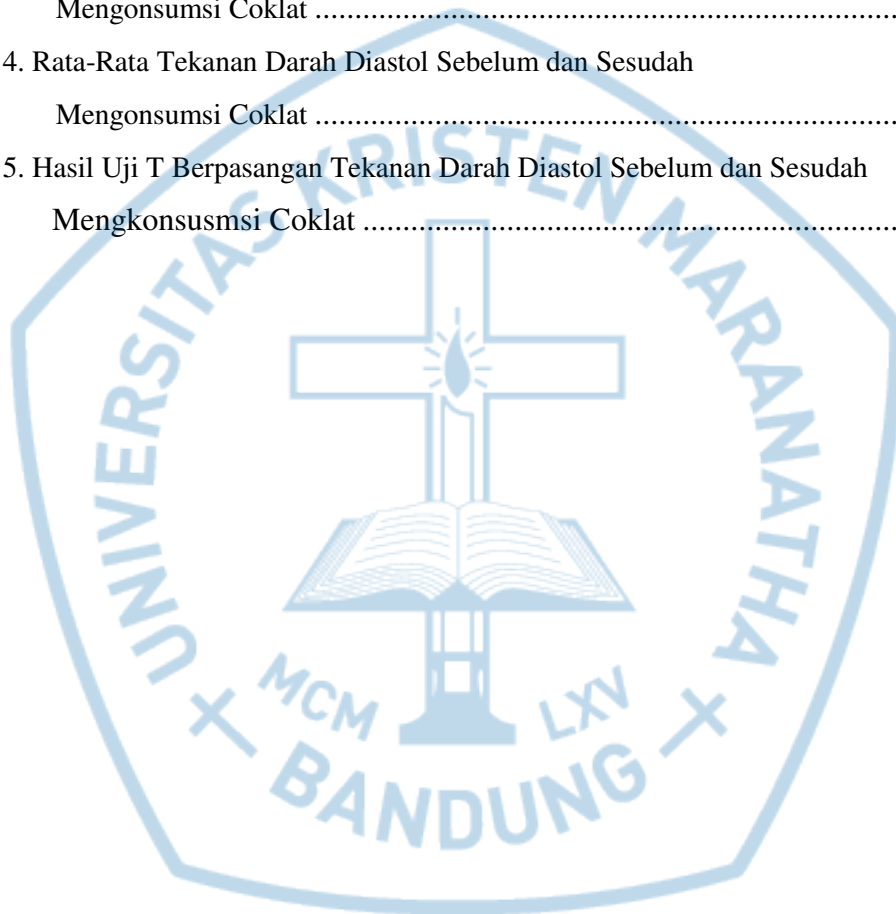 Mengonsumsi Coklat ........................................................................
4. Rata-Rata Tekanan Darah Diastol Sebelum dan Sesudah
Mengonsumsi Coklat ........................................................................
5. Hasil Uji T Berpasangan Tekanan Darah Diastol Sebelum dan Sesudah
Mengkonsusmsi Coklat ..................................................................
UNIVERSITAS KRISTEN MARANATHA
MCM LXV
BANDUNG